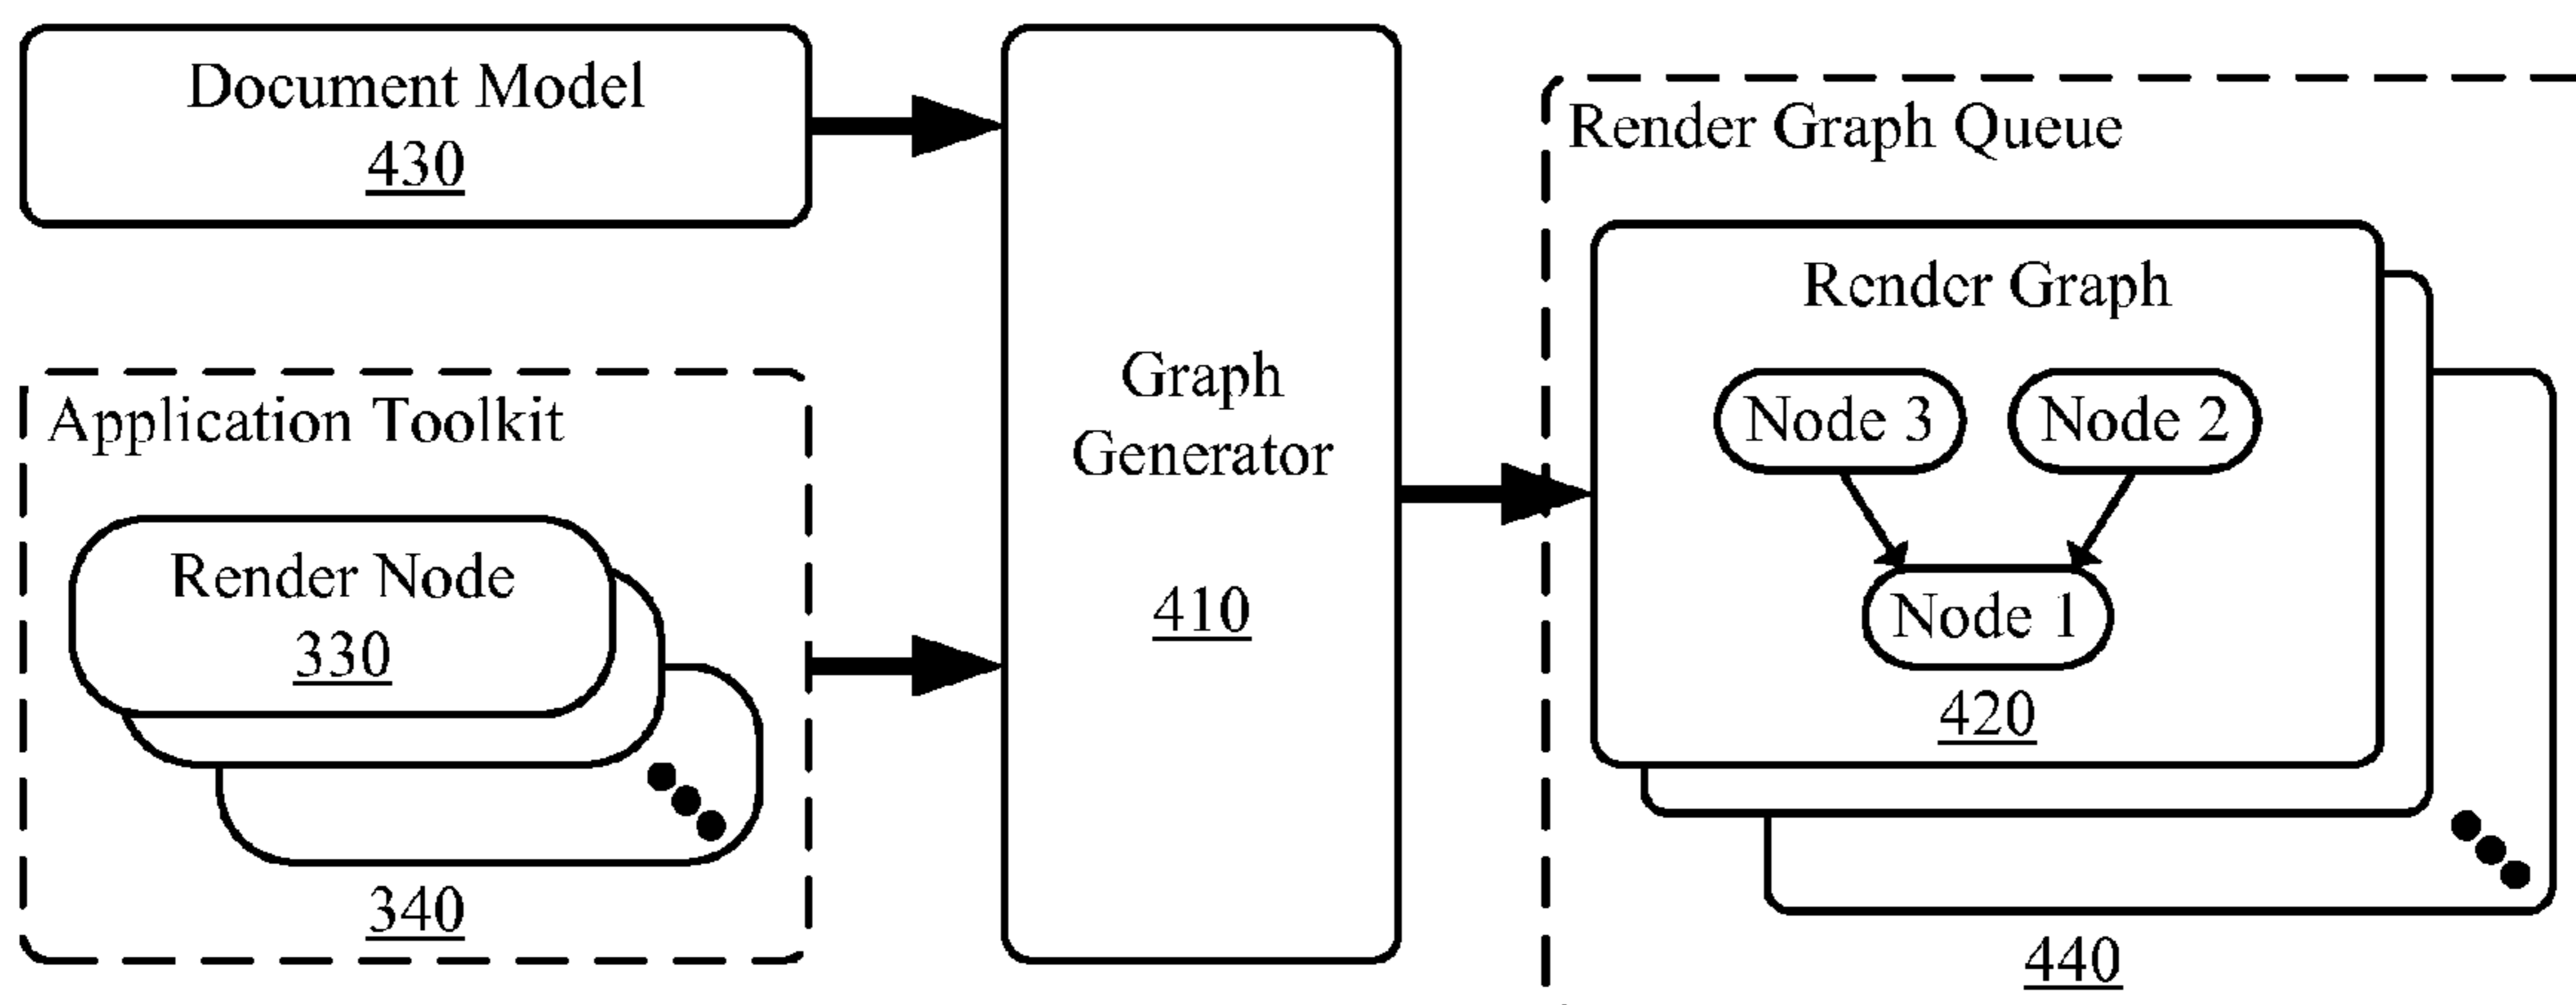 Document Model
430
Application Toolkit
Render Node
330
340
Graph
Generator
410
Render Graph Queue
Render Graph
Node 3
Node 2
Node 1
420
440